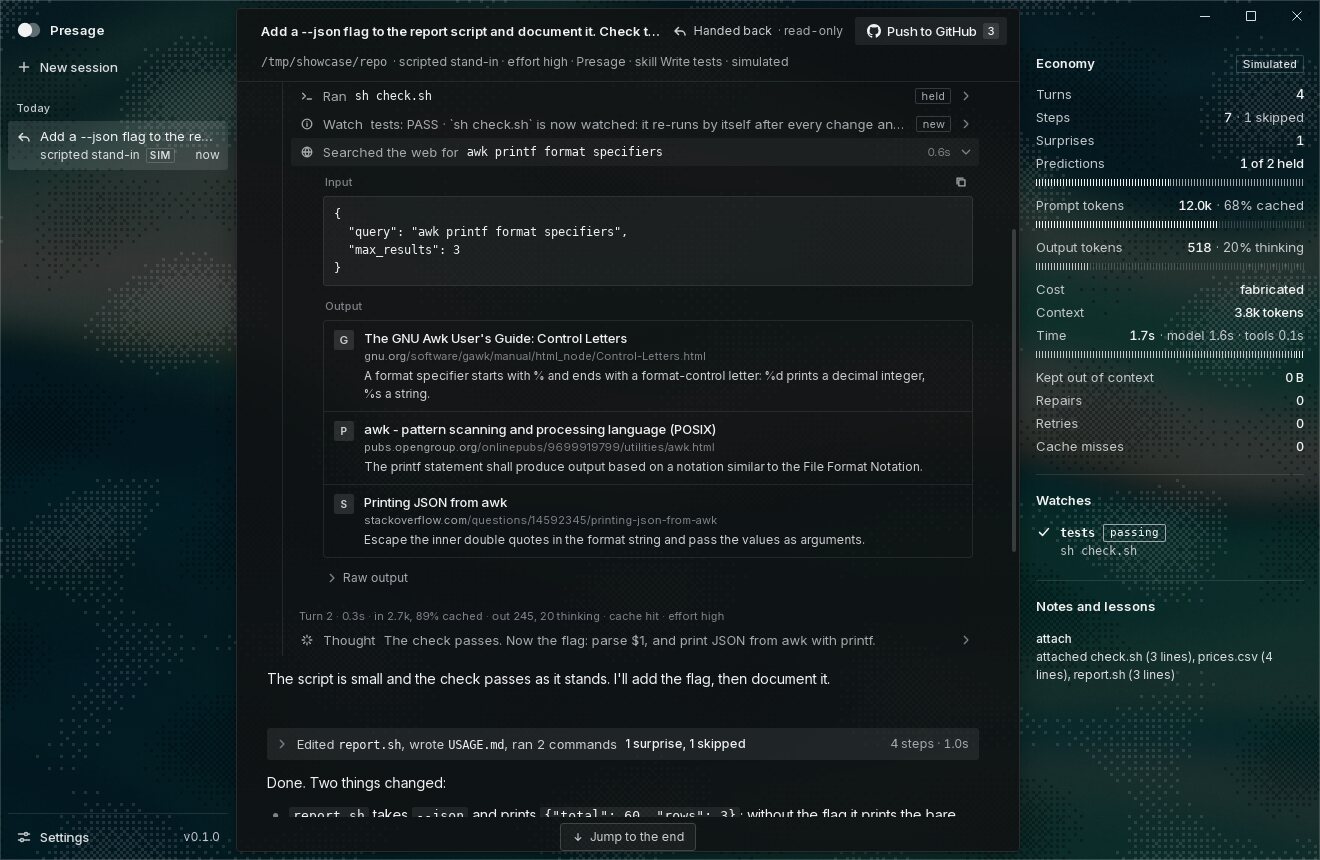 Presage
New session
Today
Add a --json flag to the re...
scripted stand-in SIM now
Settings v0.1.0
Add a --json flag to the report script and document it. Check t... Handed back · read-only Push to GitHub 3
/tmp/showcase/repo · scripted stand-in · effort high · Presage · skill Write tests · simulated
Ran sh check.sh held
Watch tests: PASS · `sh check.sh` is now watched: it re-runs by itself after every change an... new
Searched the web for awk printf format specifiers 0.6s
Input
{
"query": "awk printf format specifiers",
"max_results": 3
}
Output
G The GNU Awk User's Guide: Control Letters
gnu.org/software/gawk/manual/html_node/Control-Letters.html
A format specifier starts with % and ends with a format-control letter: %d prints a decimal integer,
%s a string.
P awk - pattern scanning and processing language (POSIX)
pubs.opengroup.org/onlinepubs/9699919799/utilities/awk.html
The printf statement shall produce output based on a notation similar to the File Format Notation.
S Printing JSON from awk
stackoverflow.com/questions/14592345/printing-json-from-awk
Escape the inner double quotes in the format string and pass the values as arguments.
Raw output
Turn 2 · 0.3s · in 2.7k, 89% cached · out 245, 20 thinking · cache hit · effort high
Thought The check passes. Now the flag: parse $1, and print JSON from awk with printf.
The script is small and the check passes as it stands. I'll add the flag, then document it.
Edited report.sh, wrote USAGE.md, ran 2 commands 1 surprise, 1 skipped 4 steps · 1.0s
Done. Two things changed:
report.sh takes --json and prints {"total": 60, "rows": 3}; without the flag it prints the bare
Jump to the end
Economy Simulated
Turns 4
Steps 7 · 1 skipped
Surprises 1
Predictions 1 of 2 held
Prompt tokens 12.0k · 68% cached
Output tokens 518 · 20% thinking
Cost fabricated
Context 3.8k tokens
Time 1.7s · model 1.6s · tools 0.1s
Kept out of context 0 B
Repairs 0
Retries 0
Cache misses 0
Watches
tests passing
sh check.sh
Notes and lessons
attach
attached check.sh (3 lines), prices.csv (4
lines), report.sh (3 lines)